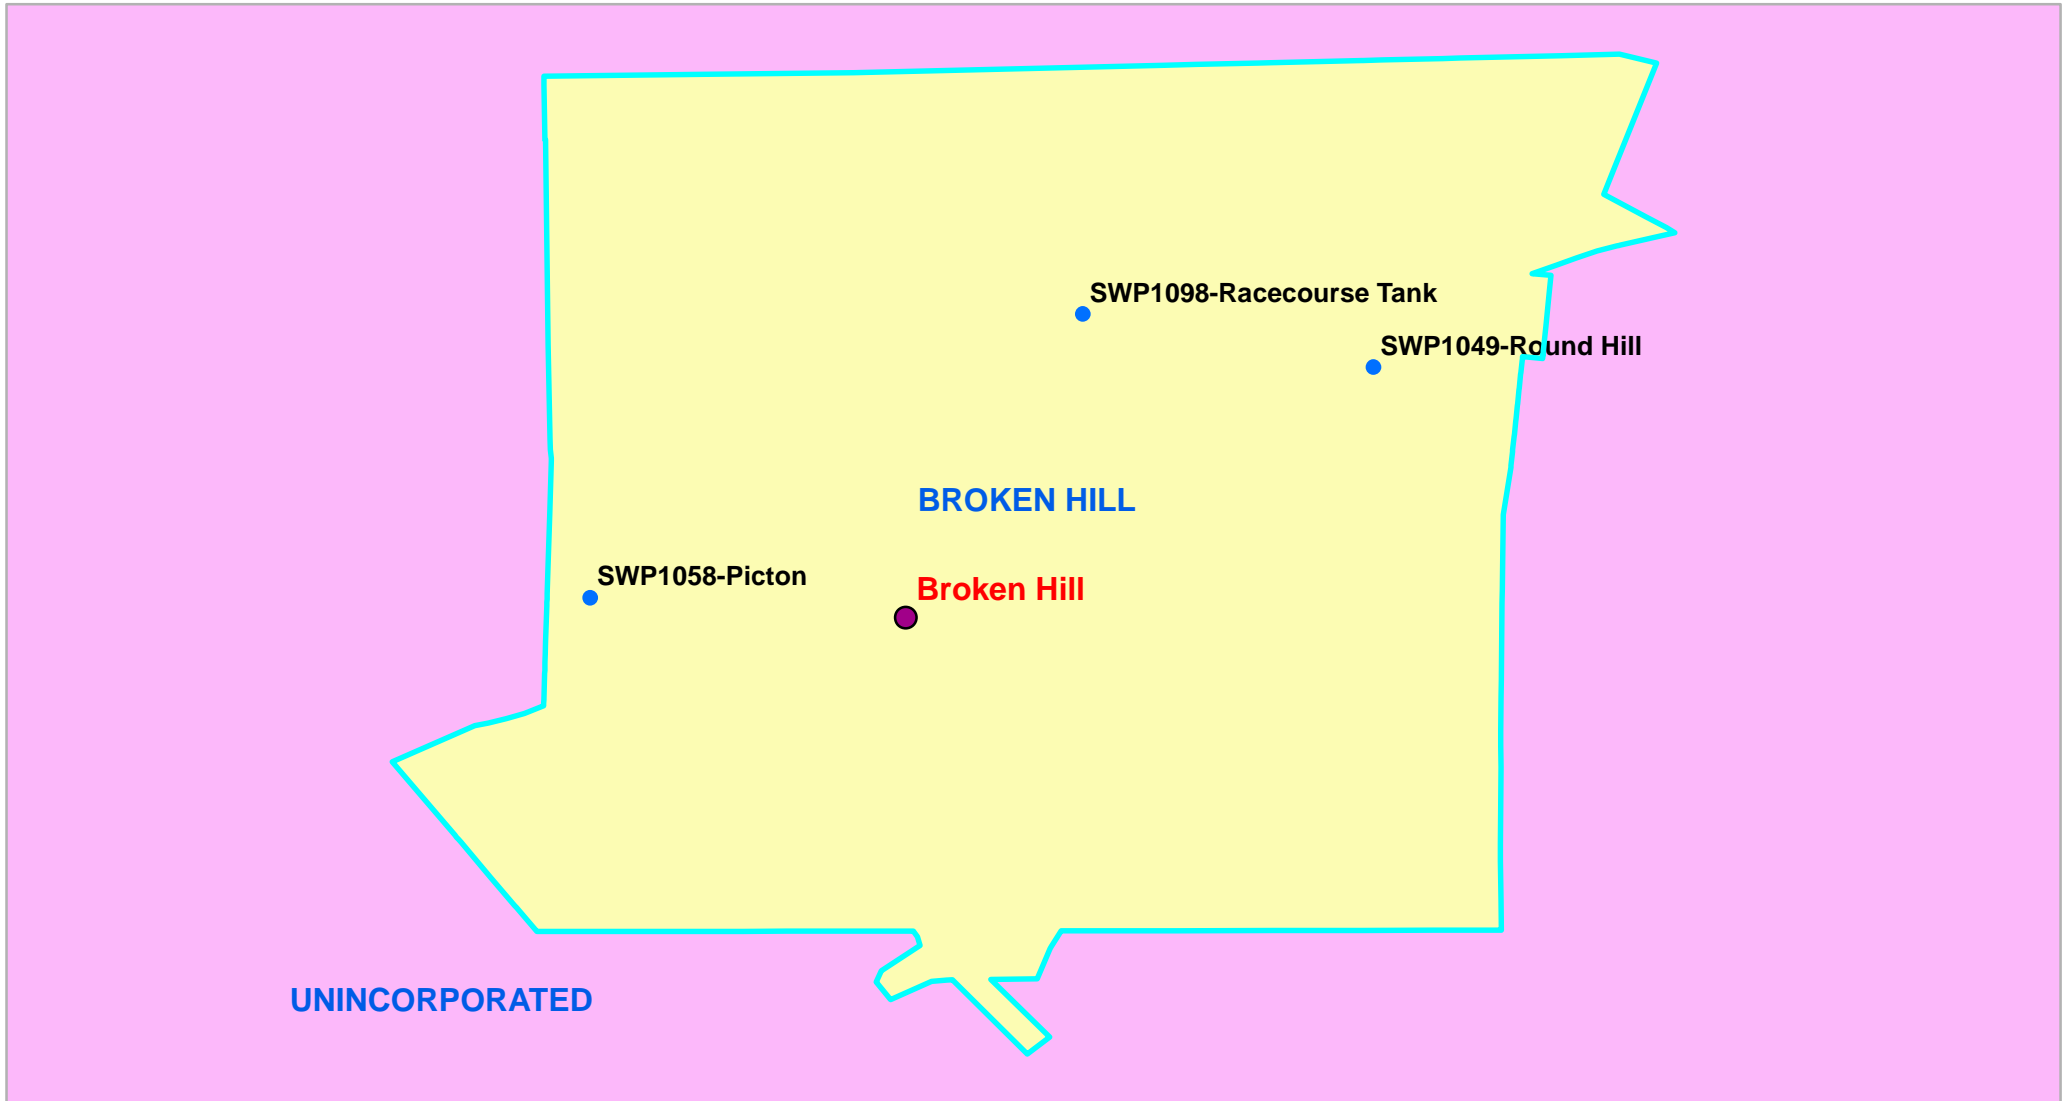 SWP1098-Racecourse Tank
SWP1049-Round Hill
BROKEN HILL
SWP1058-Picton
Broken Hill
UNINCORPORATED